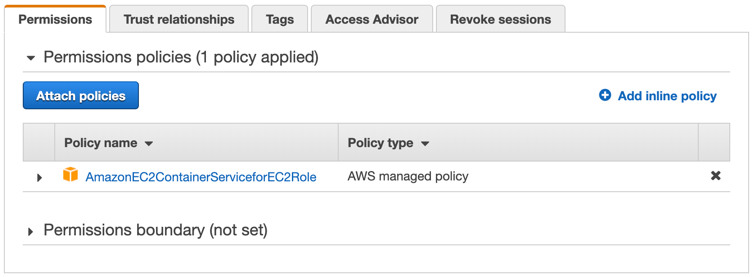 Permissions Trust relationships Tags Access Advisor Revoke sessions
Permissions policies (1 policy applied)
Attach policies Add inline policy
Policy name Policy type
AmazonEC2ContainerServiceforEC2Role AWS managed policy
Permissions boundary (not set)